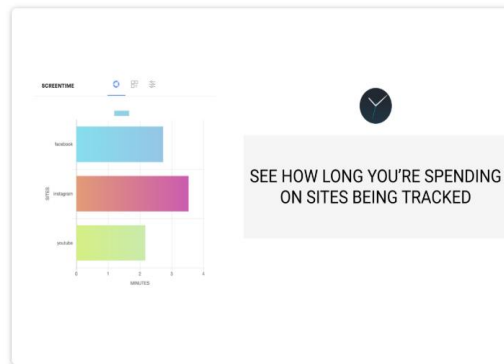 SCREENTIME
facebook
SITES
instagram
youtube
0 1 2 3 4
MINUTES
SEE HOW LONG YOU’RE SPENDING
ON SITES BEING TRACKED